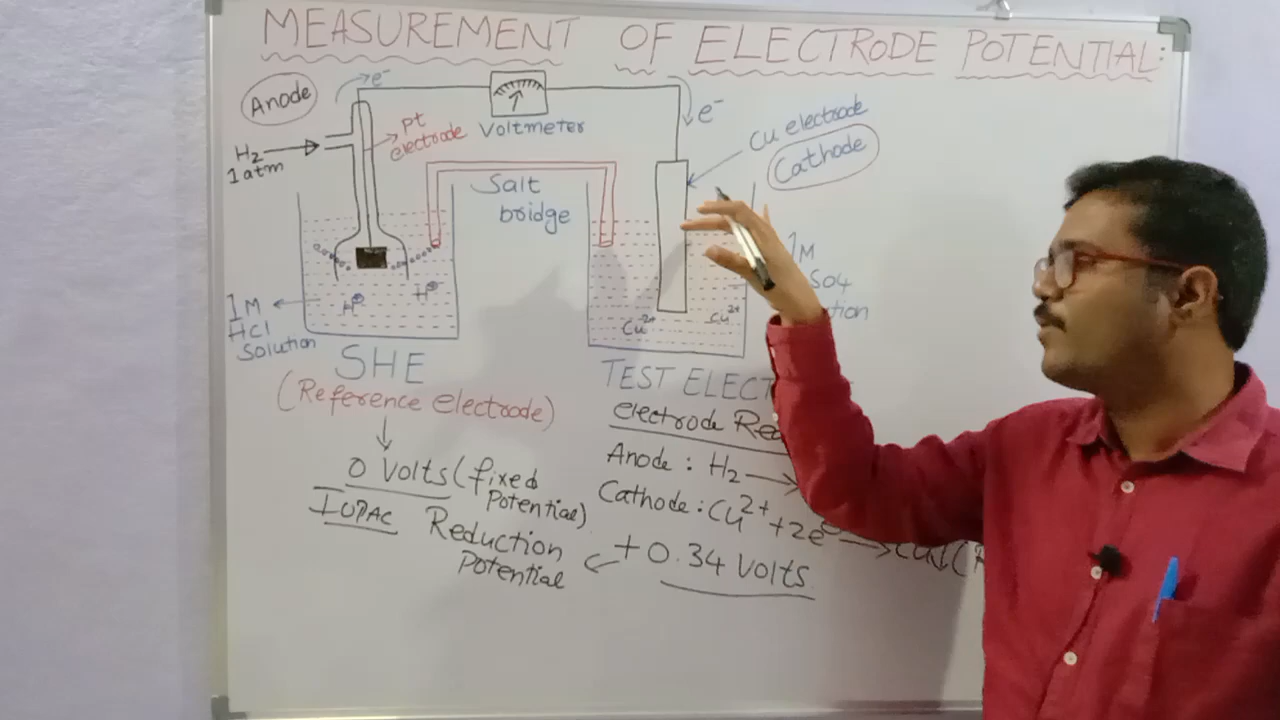 MEASUREMENT OF ELECTRODE POTENTIAL:
Anode
e⁻
Voltmeter
e⁻
Cu electrode
Cathode
Pt
electrode
H₂
1 atm
Salt
bridge
1M
HCl
Solution
H⊕
H⊕
Cu²⁺
Cu²⁺
1M
SO₄
SHE
(Reference electrode)
↓
0 Volts (fixed
Potential)
IUPAC Reduction
Potential
TEST
electrode
Anode: H₂ →
Cathode: Cu²⁺ + 2e⁻ →
+0.34 Volts